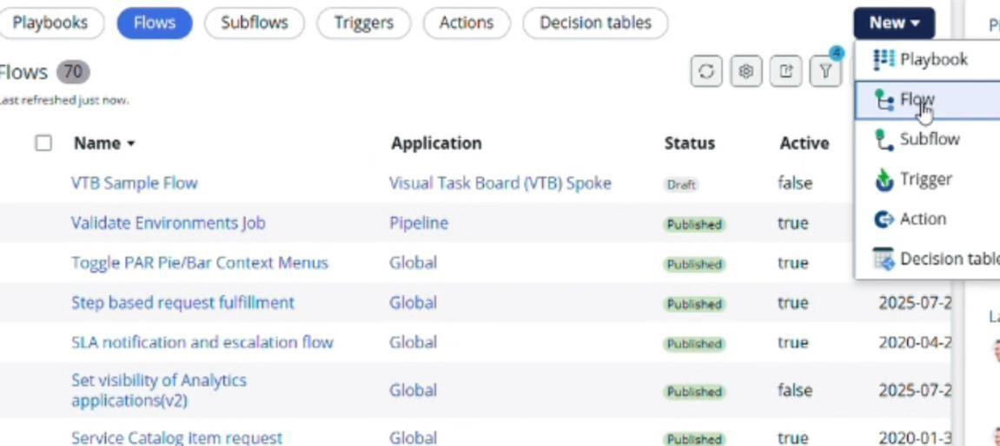 Playbooks Flows Subflows Triggers Actions Decision tables New
Playbook
Flows 70
4
Last refreshed just now.
Flow
Name Application Status Active
Subflow
VTB Sample Flow Visual Task Board (VTB) Spoke Draft false
Trigger
Validate Environments Job Pipeline Published true
Action
Toggle PAR Pie/Bar Context Menus Global Published true
Decision
Step based request fulfillment Global Published true 2025-07-2
SLA notification and escalation flow Global Published true 2020-04-2
Set visibility of Analytics
applications(v2) Global Published false 2025-07-2
Service Catalog item request Global Published true 2020-01-3